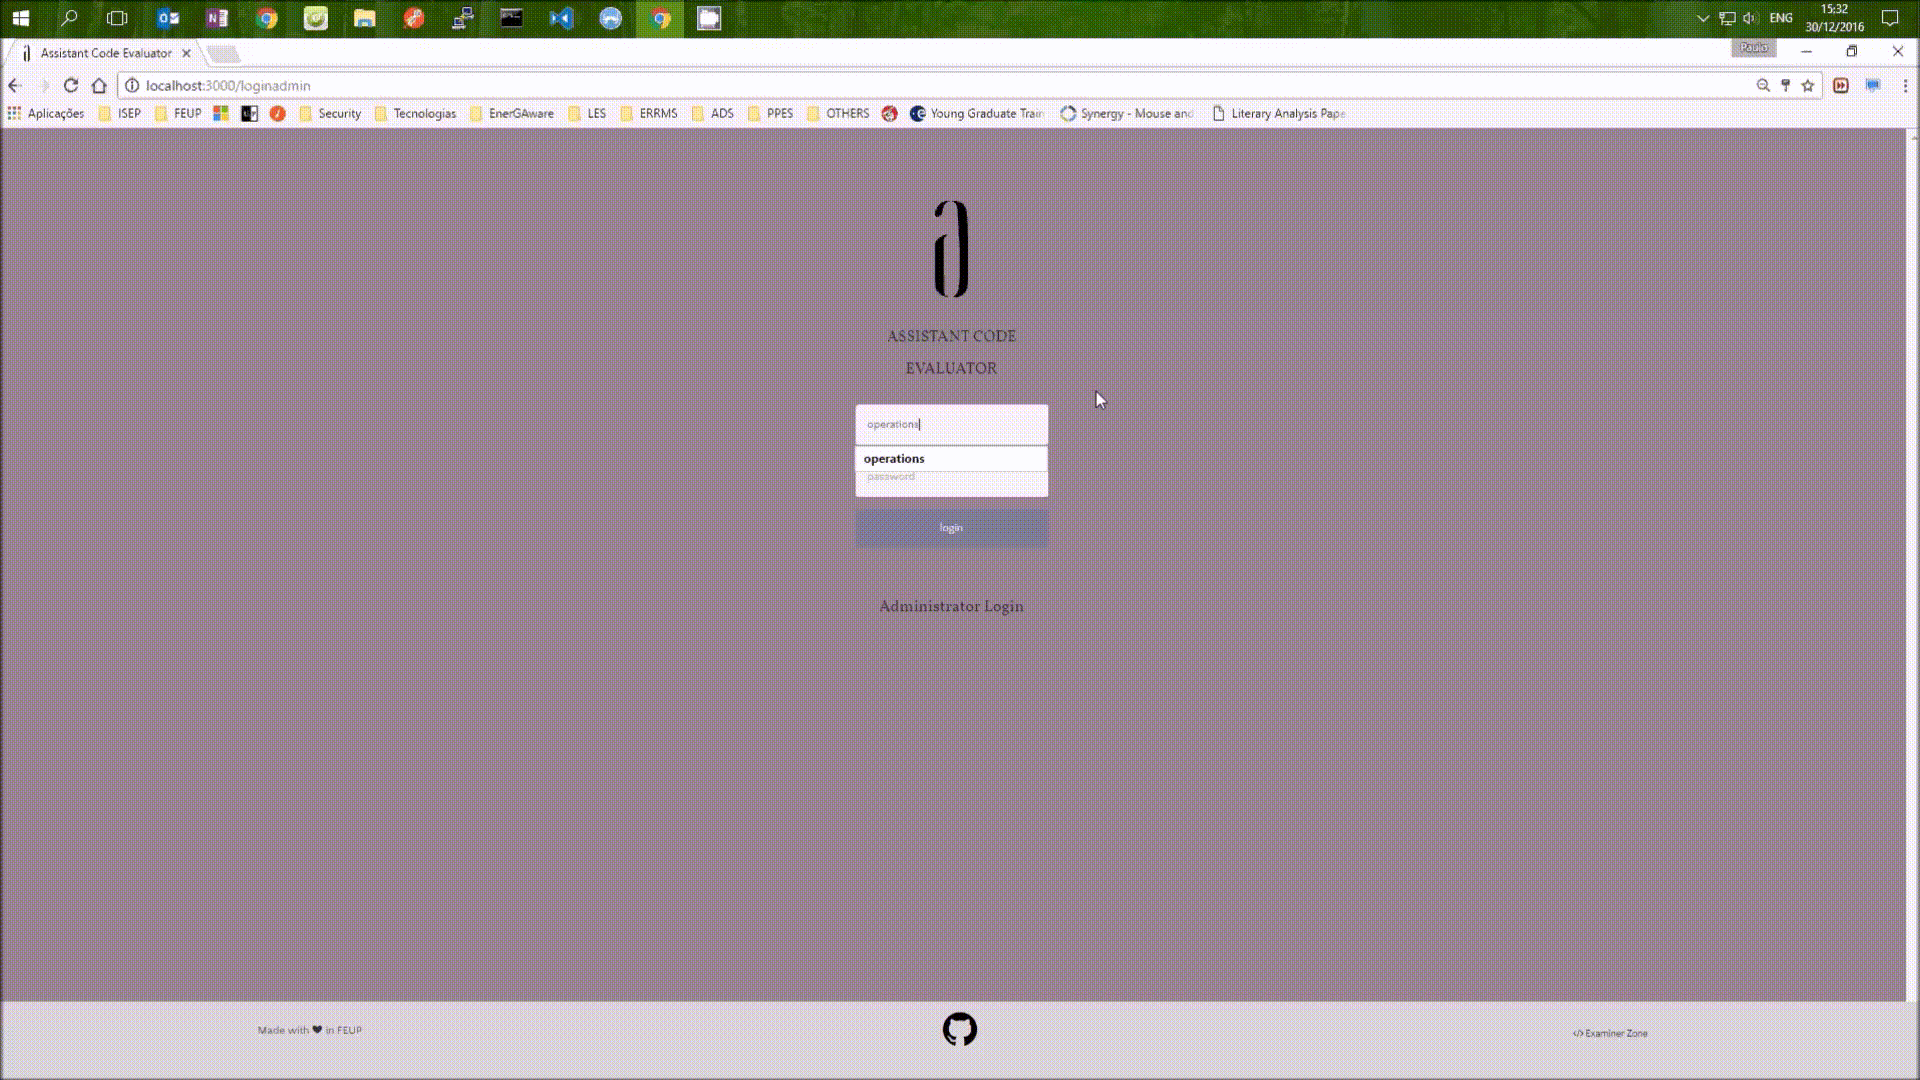 ENG
15:32
30/12/2016
Assistant Code Evaluator
Paulo
localhost:3000/loginadmin
Aplicações ISEP FEUP Security Tecnologias EnerGAware LES ERRMS ADS PPES OTHERS Young Graduate Train Synergy - Mouse and Literary Analysis Pape
ASSISTANT CODE
EVALUATOR
operations
operations
password
login
Administrator Login
Made with ❤ in FEUP
</> Examiner Zone